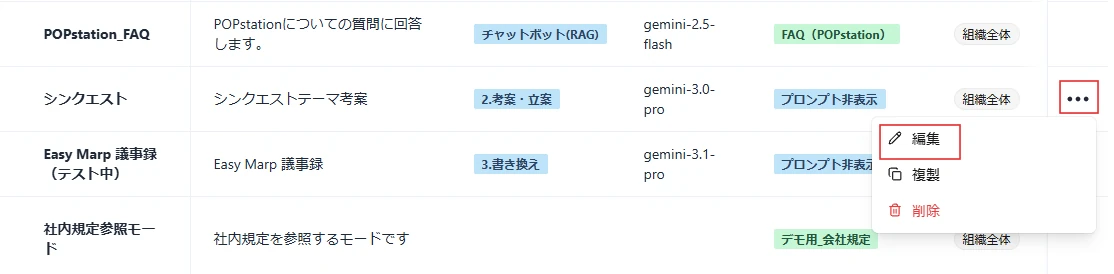 POPstation_FAQ
POPstationについての質問に回答
します。
チャットボット(RAG)
gemini-2.5-
flash
FAQ（POPstation）
組織全体
シンクエスト
シンクエストテーマ考案
2.考案・立案
gemini-3.0-
pro
プロンプト非表示
組織全体
Easy Marp 議事録
（テスト中）
Easy Marp 議事録
3.書き換え
gemini-3.1-
pro
プロンプト非表示
編集
複製
削除
社内規定参照モー
ド
社内規定を参照するモードです
デモ用_会社規定
組織全体